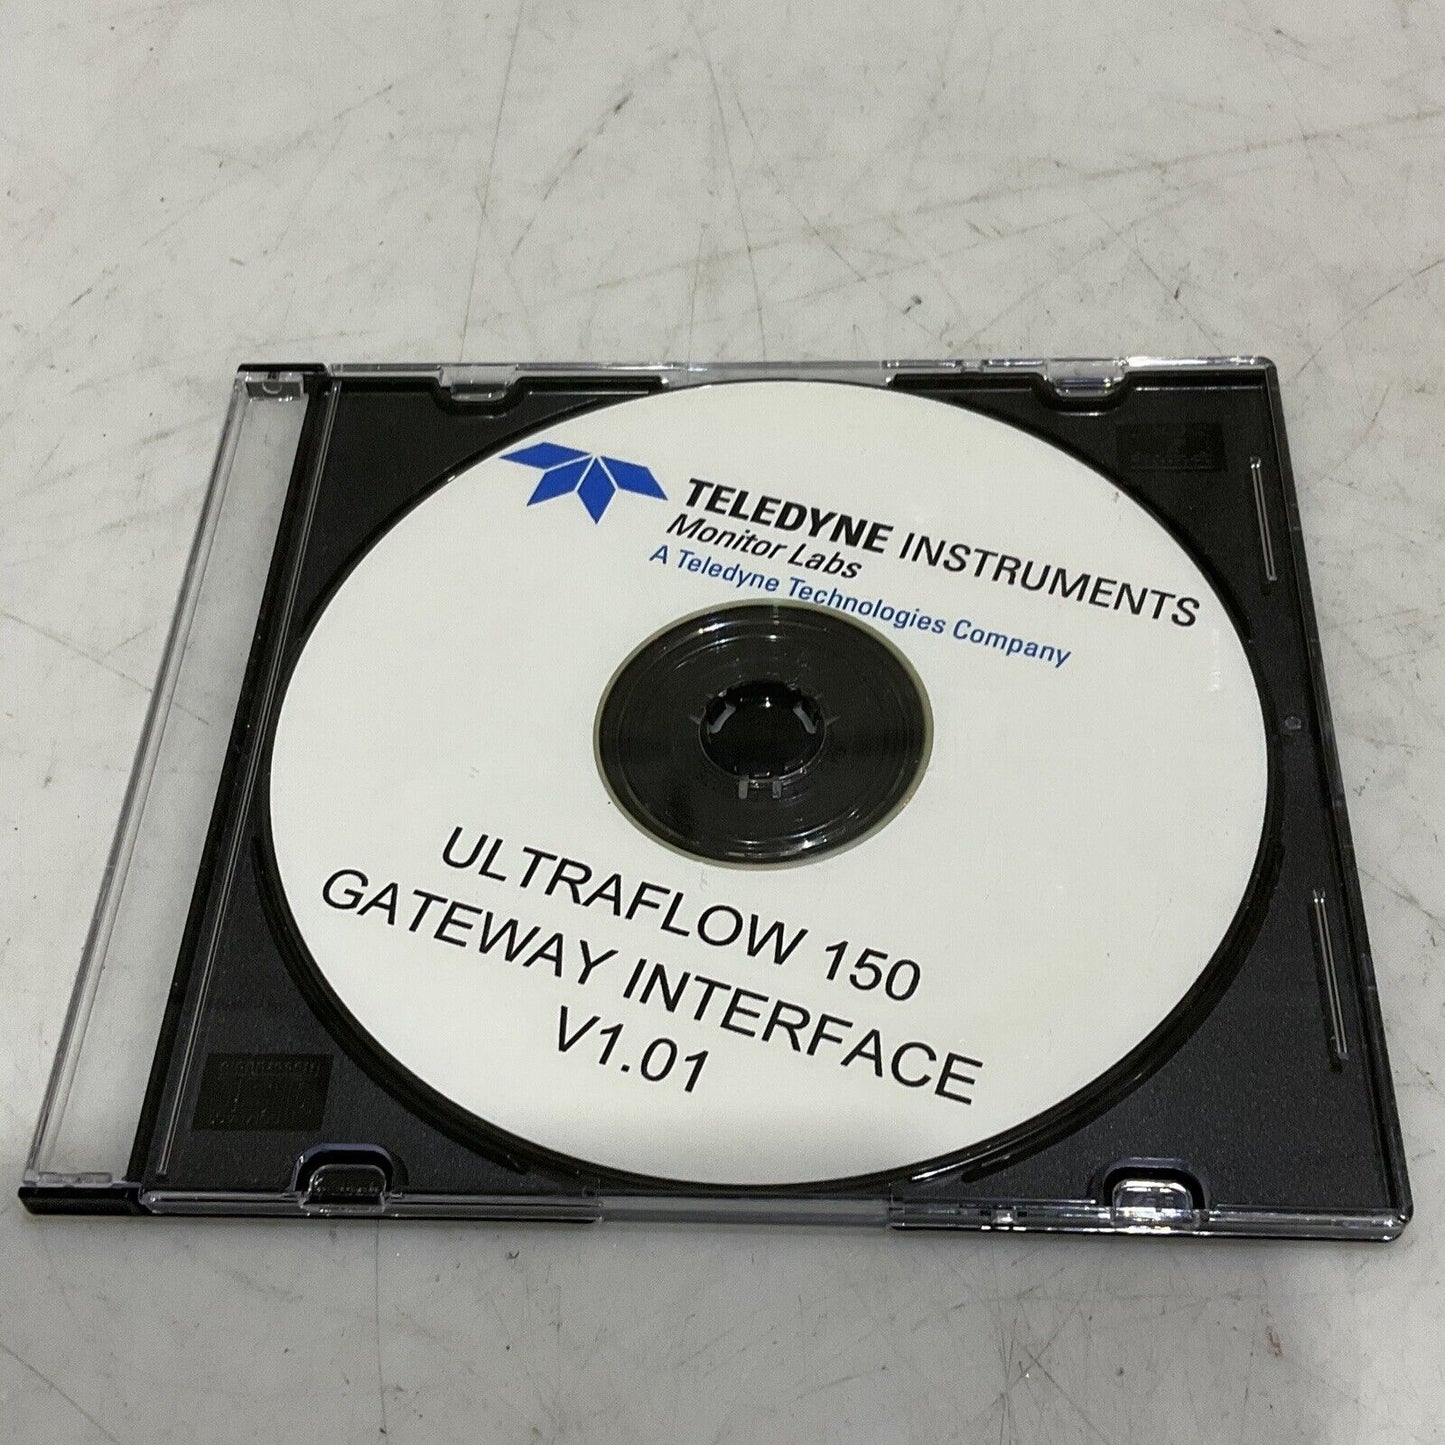 TELEDYNE INSTRUMENTS
Monitor Labs
A Teledyne Technologies Company
ULTRAFLOW 150
GATEWAY INTERFACE
V1.01